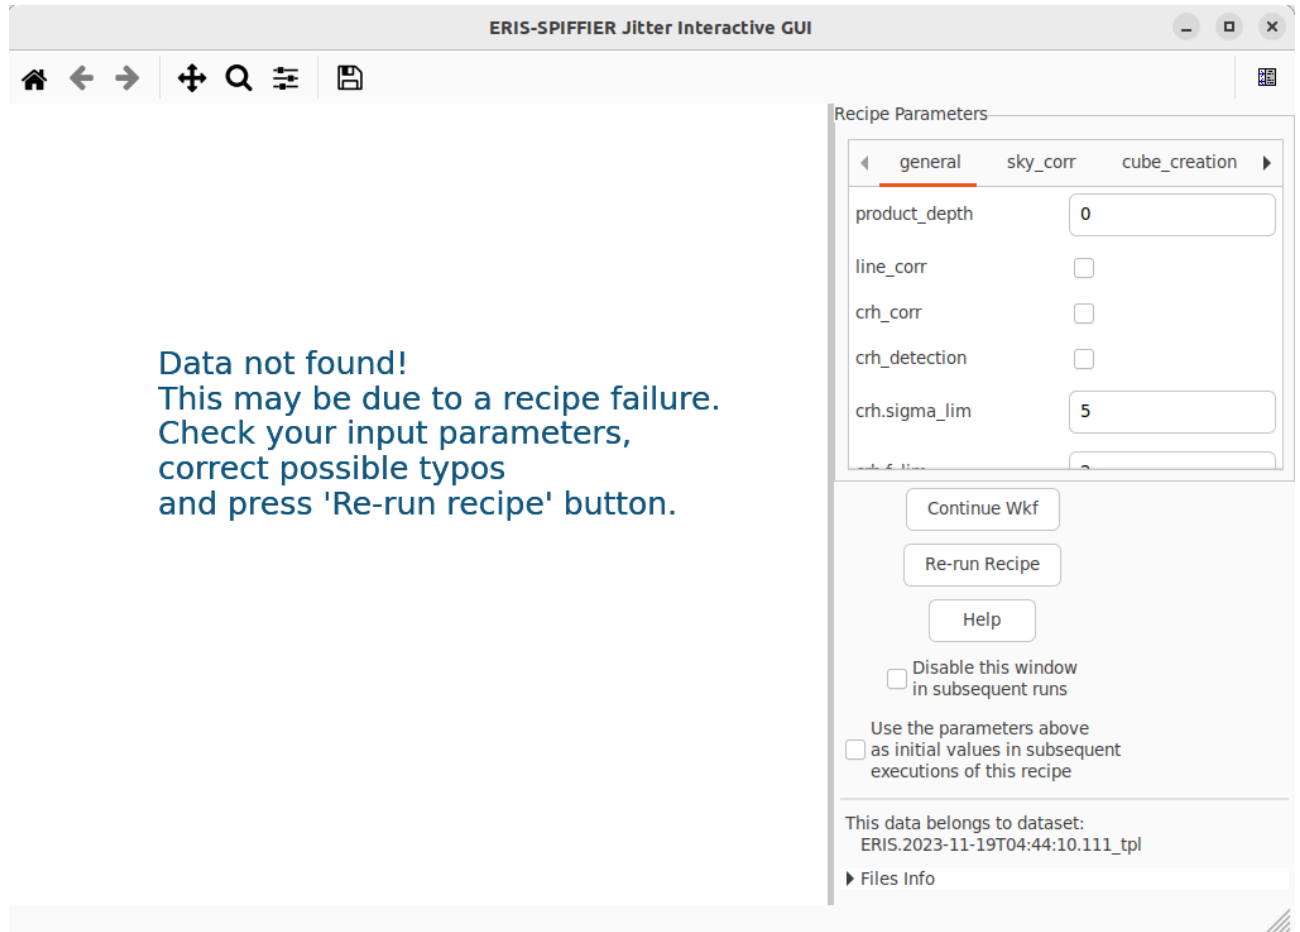 ERIS-SPIFFIER Jitter Interactive GUI
Recipe Parameters
general sky_corr cube_creation
product_depth 0
line_corr
crh_corr
crh_detection
crh.sigma_lim 5
Data not found!
This may be due to a recipe failure.
Check your input parameters,
correct possible typos
and press 'Re-run recipe' button.
Continue Wkf
Re-run Recipe
Help
Disable this window
in subsequent runs
Use the parameters above
as initial values in subsequent
executions of this recipe
This data belongs to dataset:
ERIS.2023-11-19T04:44:10.111_tpl
Files Info